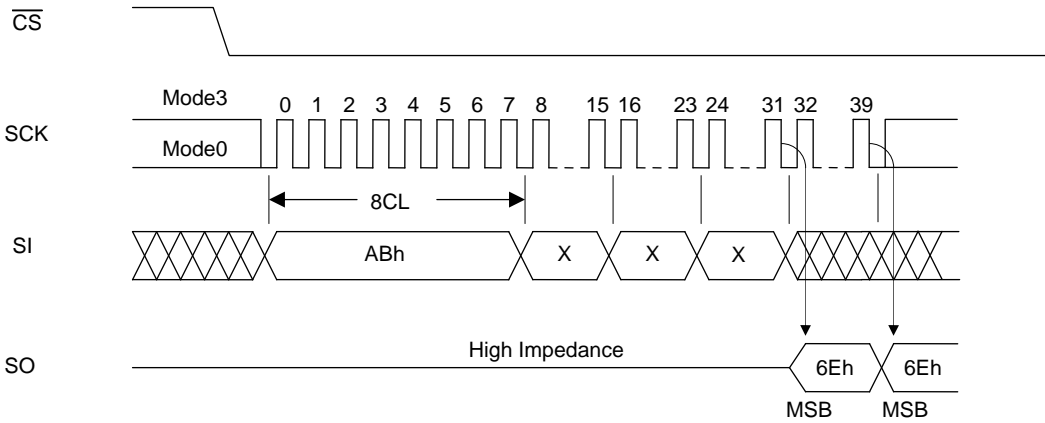 CS
Mode3
0 1 2 3 4 5 6 7 8 15 16 23 24 31 32 39
SCK
Mode0
8CL
SI
ABh X X X
High Impedance
SO
6Eh 6Eh
MSB MSB